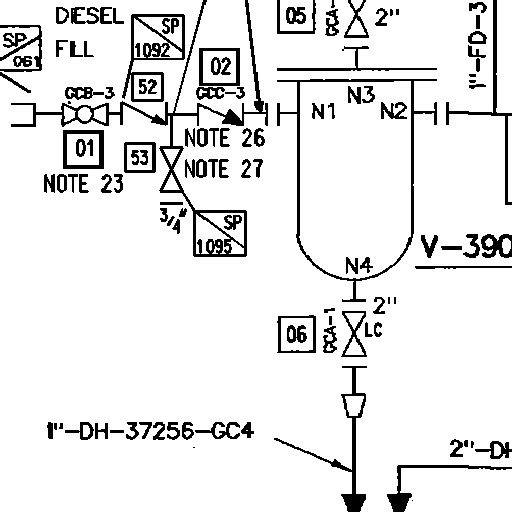 DIESEL
FILL
SP
061
SP
1092
05
GCA-
2"
1"-FD-3
GCB-3
52
02
GCC-3
N1
N3
N2
01
NOTE 23
53
NOTE 26
NOTE 27
3/4"
SP
1095
V-390
N4
2"
06
GCA-1
LC
1"-DH-37256-GC4
2"-DH